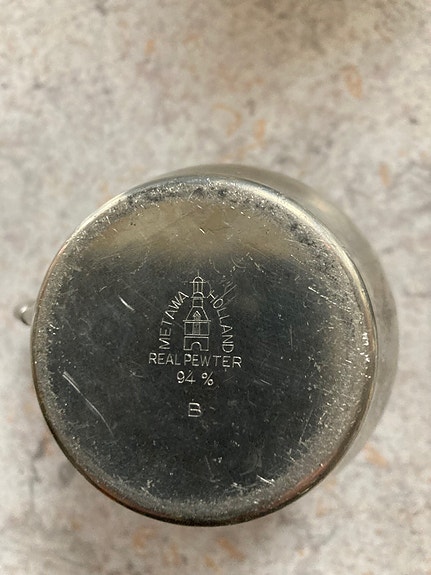 METAWA HOLLAND
REAL PEWTER
94 %
B